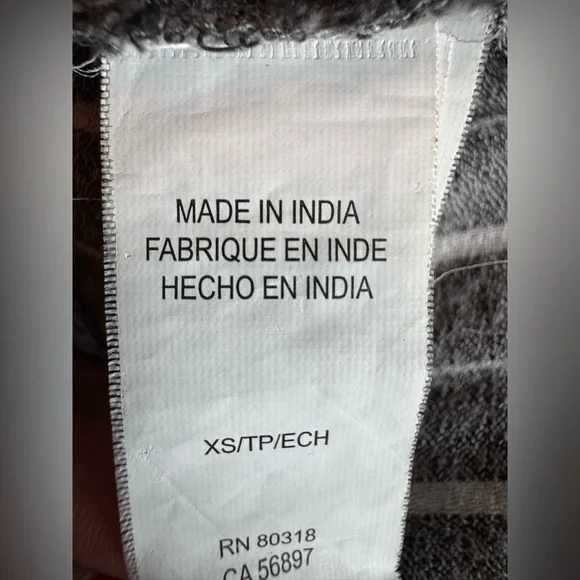 MADE IN INDIA
FABRIQUE EN INDE
HECHO EN INDIA
XS/TP/ECH
RN 80318
CA 56897